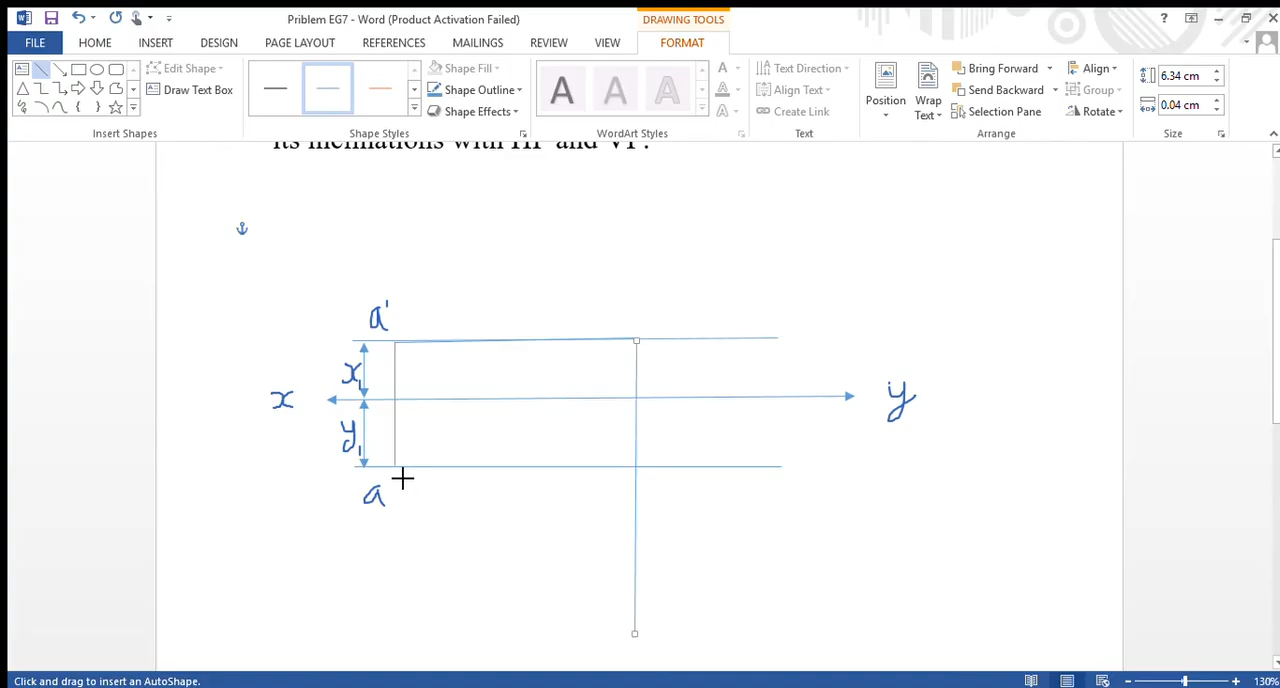 Priblem EG7 - Word (Product Activation Failed)
DRAWING TOOLS
?
FILE HOME INSERT DESIGN PAGE LAYOUT REFERENCES MAILINGS REVIEW VIEW FORMAT
Edit Shape
Draw Text Box
Insert Shapes
Shape Fill
Shape Outline
Shape Effects
Shape Styles
A A A
WordArt Styles
Text Direction
Align Text
Create Link
Text
Position
Wrap Text
Bring Forward
Send Backward
Selection Pane
Align
Group
Rotate
Arrange
6.34 cm
0.04 cm
Size
its inclinations with HP and VP.
a'
x1
x
y
y1
a
Click and drag to insert an AutoShape.
130%